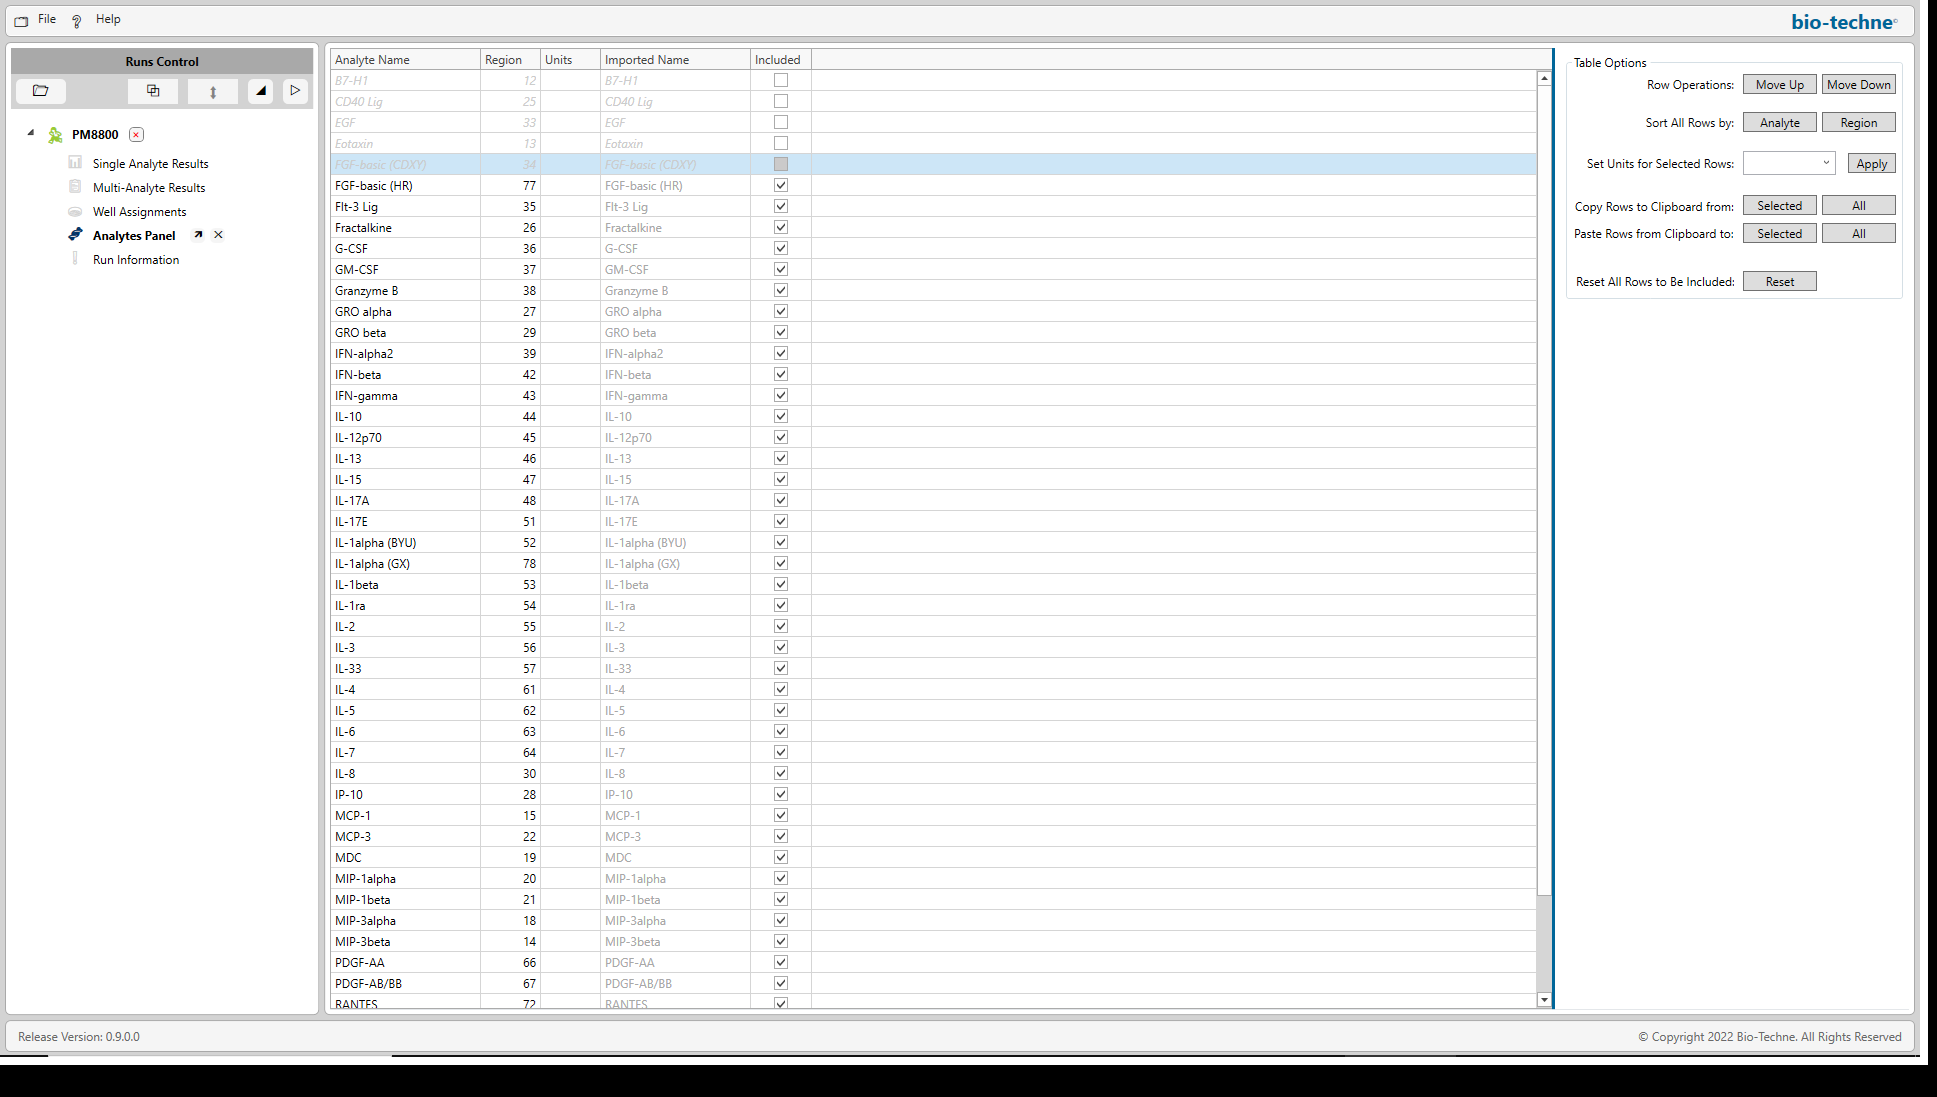 File Help
bio-techne
Runs Control
PM8800
Single Analyte Results
Multi-Analyte Results
Well Assignments
Analytes Panel
Run Information
Analyte Name Region Units Imported Name Included
B7-H1 12 B7-H1
CD40 Lig 25 CD40 Lig
EGF 33 EGF
Eotaxin 13 Eotaxin
FGF-basic (CDXY) 34 FGF-basic (CDXY)
FGF-basic (HR) 77 FGF-basic (HR)
Flt-3 Lig 35 Flt-3 Lig
Fractalkine 26 Fractalkine
G-CSF 36 G-CSF
GM-CSF 37 GM-CSF
Granzyme B 38 Granzyme B
GRO alpha 27 GRO alpha
GRO beta 29 GRO beta
IFN-alpha2 39 IFN-alpha2
IFN-beta 42 IFN-beta
IFN-gamma 43 IFN-gamma
IL-10 44 IL-10
IL-12p70 45 IL-12p70
IL-13 46 IL-13
IL-15 47 IL-15
IL-17A 48 IL-17A
IL-17E 51 IL-17E
IL-1alpha (BYU) 52 IL-1alpha (BYU)
IL-1alpha (GX) 78 IL-1alpha (GX)
IL-1beta 53 IL-1beta
IL-1ra 54 IL-1ra
IL-2 55 IL-2
IL-3 56 IL-3
IL-33 57 IL-33
IL-4 61 IL-4
IL-5 62 IL-5
IL-6 63 IL-6
IL-7 64 IL-7
IL-8 30 IL-8
IP-10 28 IP-10
MCP-1 15 MCP-1
MCP-3 22 MCP-3
MDC 19 MDC
MIP-1alpha 20 MIP-1alpha
MIP-1beta 21 MIP-1beta
MIP-3alpha 18 MIP-3alpha
MIP-3beta 14 MIP-3beta
PDGF-AA 66 PDGF-AA
PDGF-AB/BB 67 PDGF-AB/BB
RANTES 72 RANTES
Table Options
Row Operations: Move Up Move Down
Sort All Rows by: Analyte Region
Set Units for Selected Rows: Apply
Copy Rows to Clipboard from: Selected All
Paste Rows from Clipboard to: Selected All
Reset All Rows to Be Included: Reset
Release Version: 0.9.0.0
© Copyright 2022 Bio-Techne. All Rights Reserved